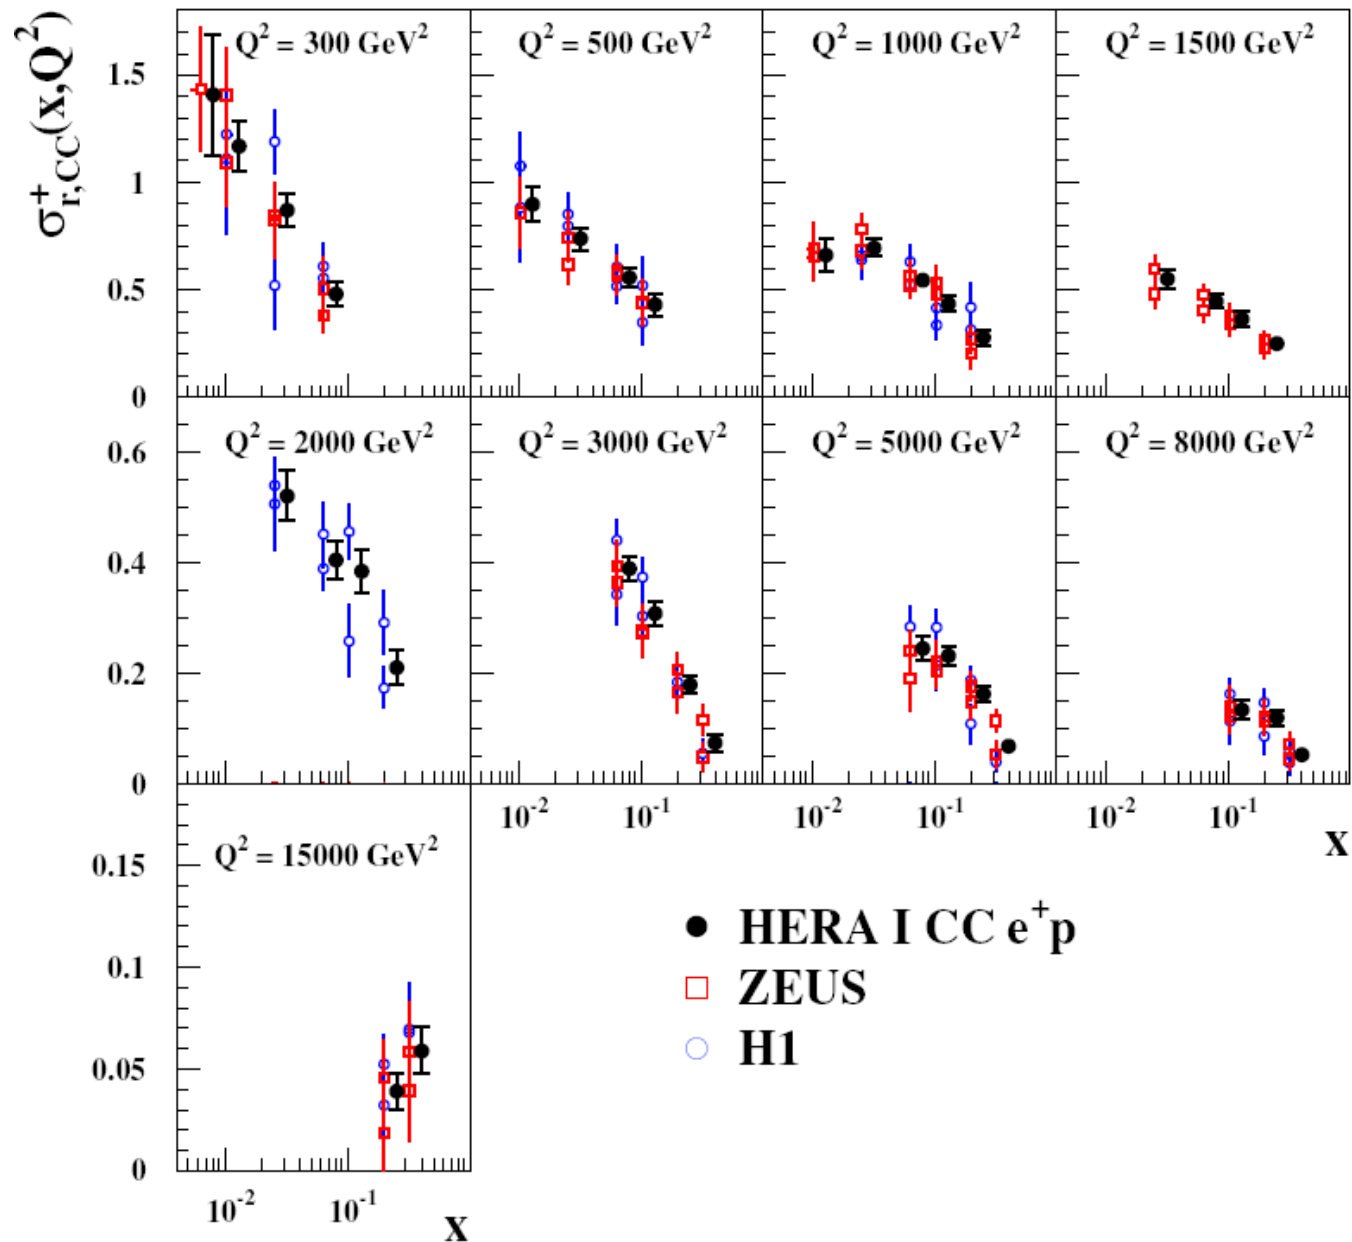 σ⁺r,CC(x,Q²)
Q² = 300 GeV²
Q² = 500 GeV²
Q² = 1000 GeV²
Q² = 1500 GeV²
1.5
1
0.5
0
Q² = 2000 GeV²
Q² = 3000 GeV²
Q² = 5000 GeV²
Q² = 8000 GeV²
0.6
0.4
0.2
0
10⁻² 10⁻¹ 10⁻² 10⁻¹ 10⁻² 10⁻¹
x
Q² = 15000 GeV²
0.15
0.1
0.05
0
10⁻² 10⁻¹
x
HERA I CC e⁺p
ZEUS
H1